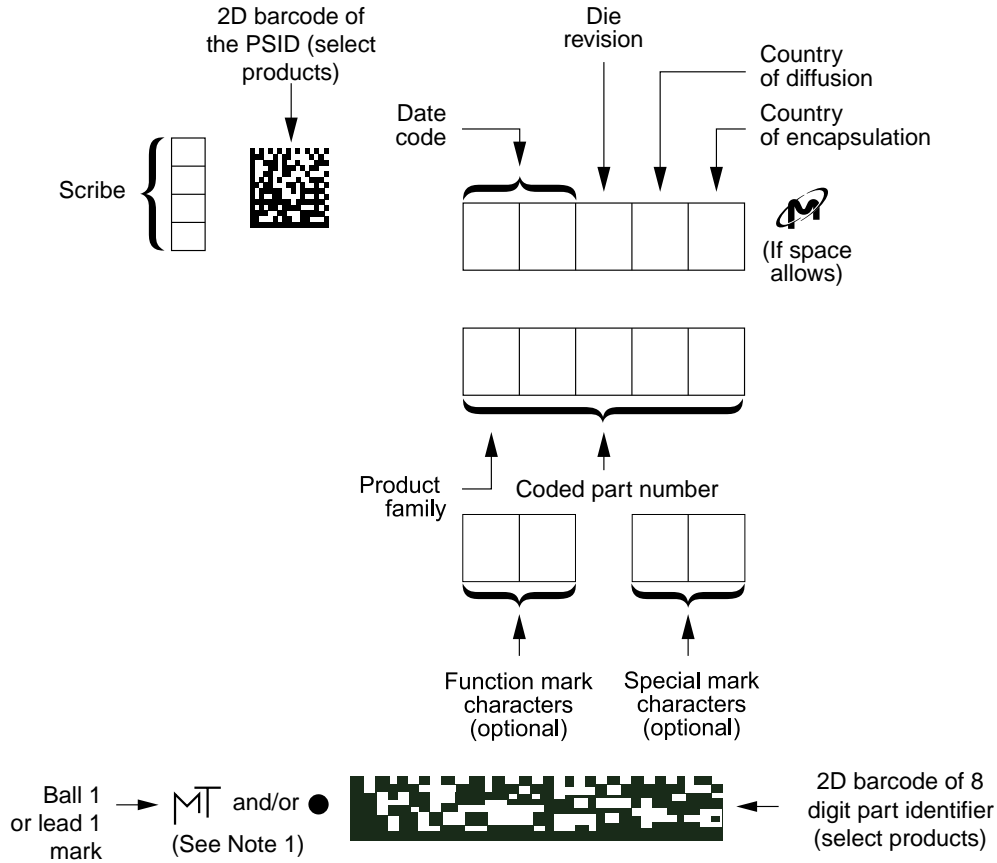 2D barcode of
the PSID (select
products)
Die
revision
Country
of diffusion
Date
code
Country
of encapsulation
Scribe
M
(If space
allows)
Product
family
Coded part number
Function mark
characters
(optional)
Special mark
characters
(optional)
Ball 1
or lead 1
mark
MT and/or
(See Note 1)
2D barcode of 8
digit part identifier
(select products)